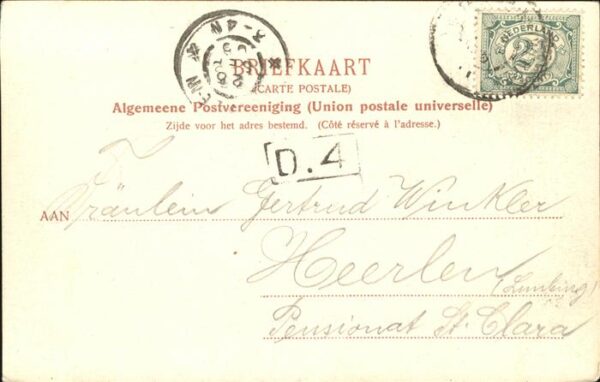 NEDERLAND
2½
BRIEFKAART
(CARTE POSTALE)
Algemeene Postvereeniging (Union postale universelle)
Zijde voor het adres bestemd. (Côté réservé à l'adresse.)
D.4
AAN Fräulein Gertrud Winkler
Heerlen
(Limburg)
Pensionat St. Clara